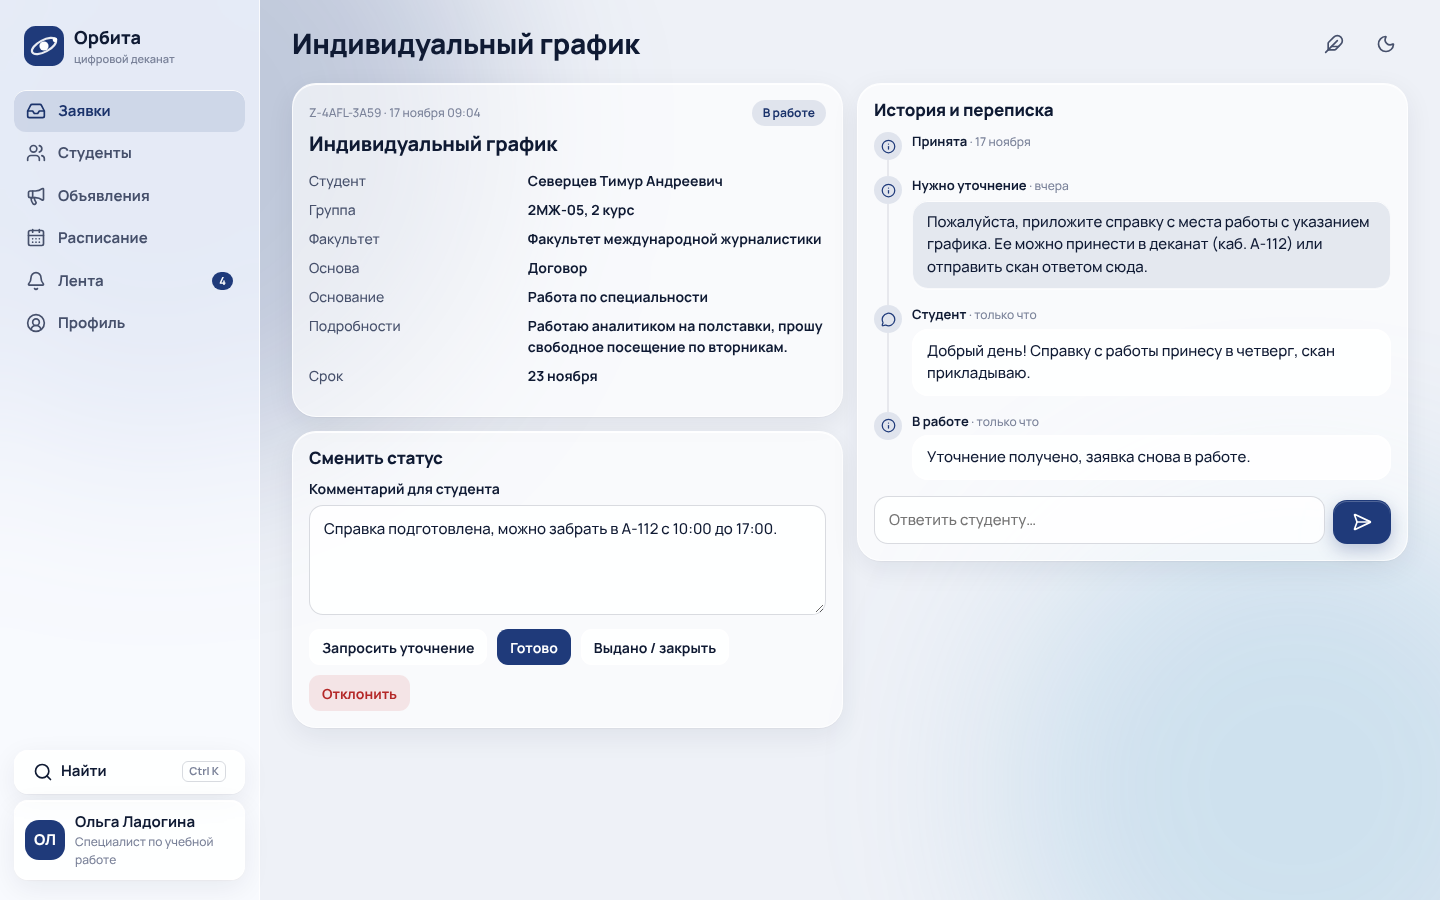 Орбита
цифровой деканат
Заявки
Студенты
Объявления
Расписание
Лента
4
Профиль
Найти
Ctrl K
ОЛ
Ольга Ладогина
Специалист по учебной
работе
Индивидуальный график
Z-4AFL-3A59 · 17 ноября 09:04
В работе
Индивидуальный график
Студент
Северцев Тимур Андреевич
Группа
2МЖ-05, 2 курс
Факультет
Факультет международной журналистики
Основа
Договор
Основание
Работа по специальности
Подробности
Работаю аналитиком на полставки, прошу
свободное посещение по вторникам.
Срок
23 ноября
Сменить статус
Комментарий для студента
Справка подготовлена, можно забрать в А-112 с 10:00 до 17:00.
Запросить уточнение
Готово
Выдано / закрыть
Отклонить
История и переписка
Принята · 17 ноября
Нужно уточнение · вчера
Пожалуйста, приложите справку с места работы с указанием
графика. Ее можно принести в деканат (каб. А-112) или
отправить скан ответом сюда.
Студент · только что
Добрый день! Справку с работы принесу в четверг, скан
прикладываю.
В работе · только что
Уточнение получено, заявка снова в работе.
Ответить студенту…